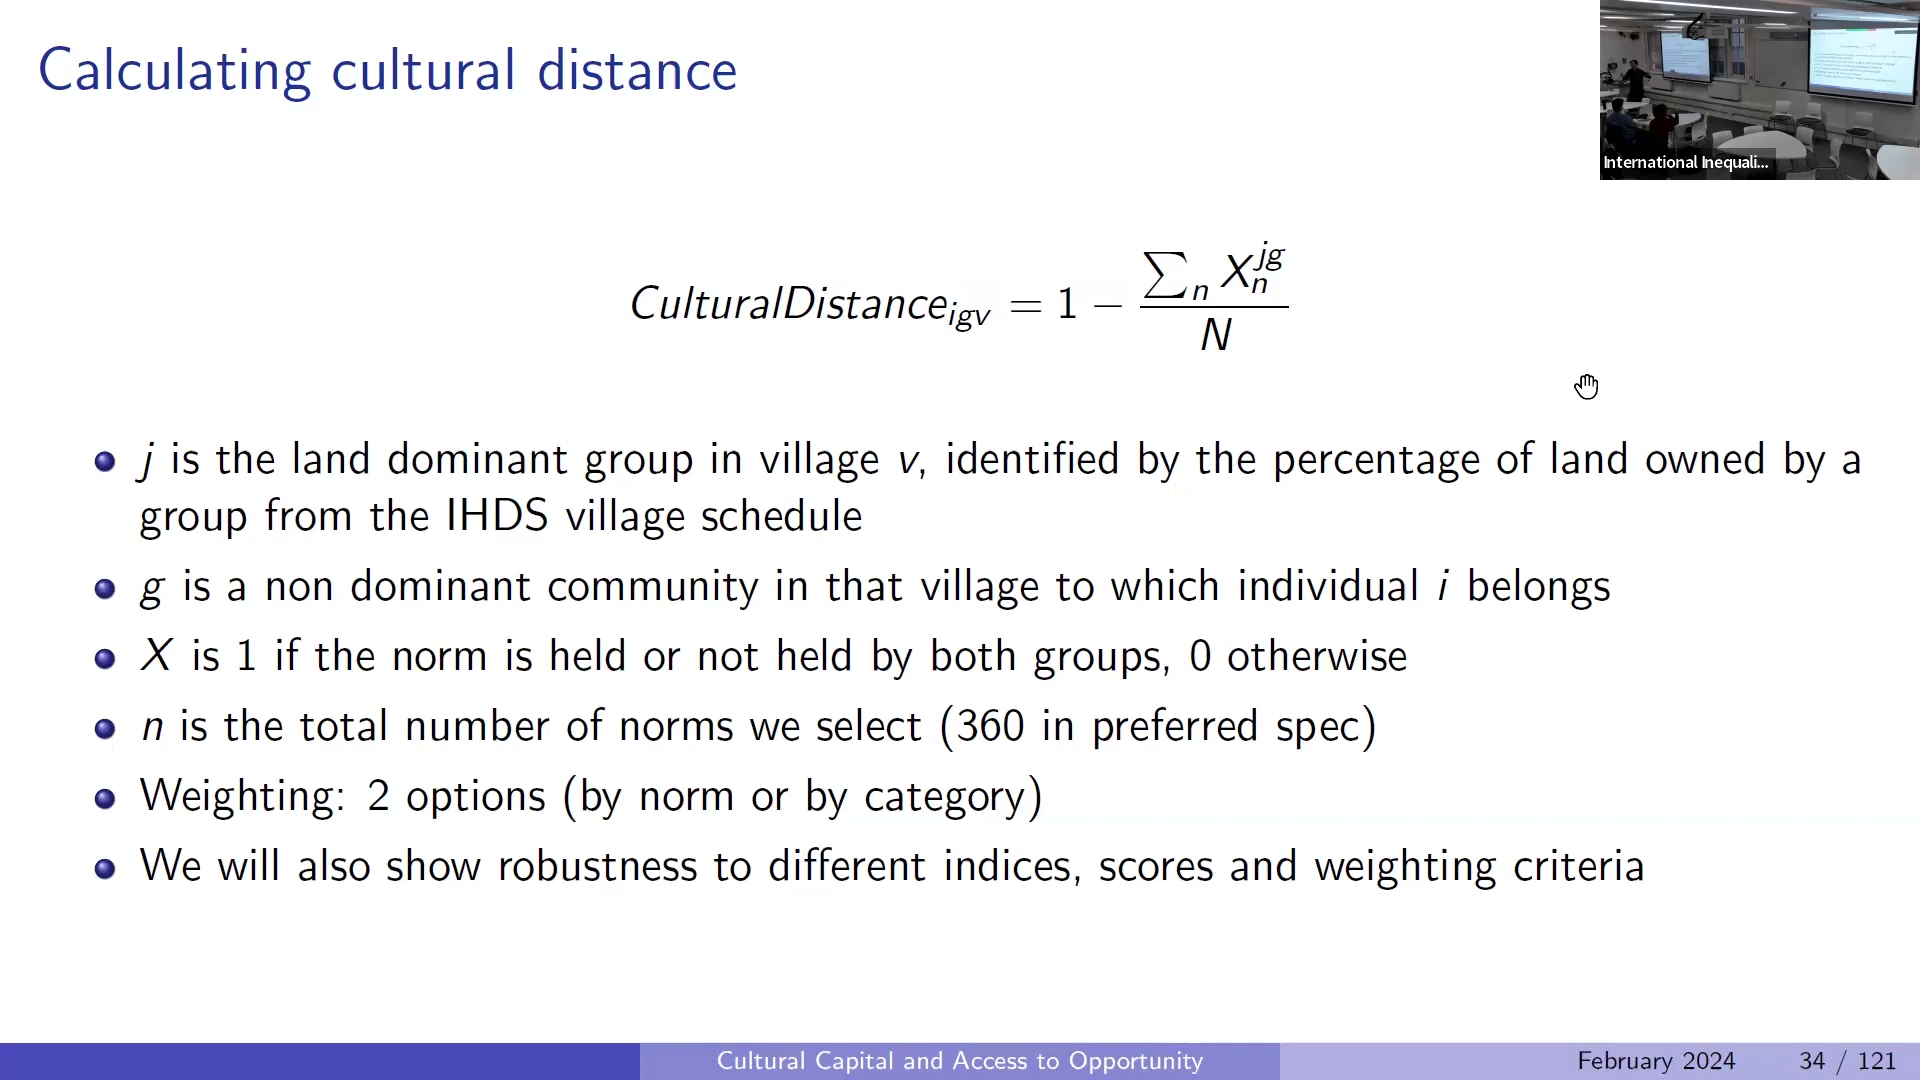 Calculating cultural distance
International Inequali...
CulturalDistance_{igv} = 1 − \frac{\sum_n X_n^{jg}}{N}
j is the land dominant group in village v, identified by the percentage of land owned by a
group from the IHDS village schedule
g is a non dominant community in that village to which individual i belongs
X is 1 if the norm is held or not held by both groups, 0 otherwise
n is the total number of norms we select (360 in preferred spec)
Weighting: 2 options (by norm or by category)
We will also show robustness to different indices, scores and weighting criteria
Cultural Capital and Access to Opportunity
February 2024
34 / 121